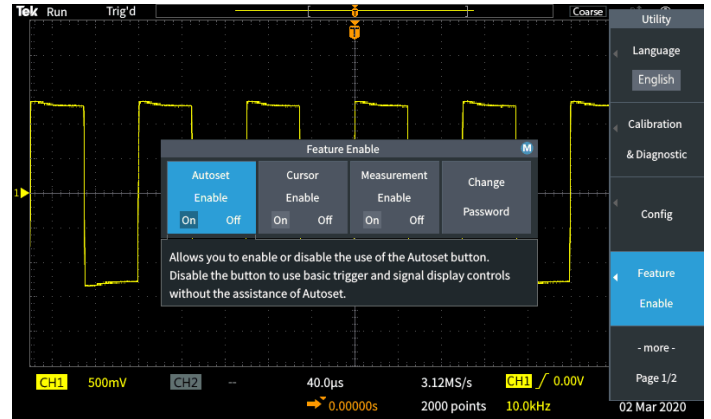 Tek Run Trig'd Coarse
T
Utility
Language
English
Calibration
& Diagnostic
Config
Feature
Enable
- more -
Page 1/2
Feature Enable M
Autoset
Enable
On Off
Cursor
Enable
On Off
Measurement
Enable
On Off
Change
Password
Allows you to enable or disable the use of the Autoset button.
Disable the button to use basic trigger and signal display controls
without the assistance of Autoset.
1
CH1 500mV CH2 -- 40.0μs 3.12MS/s CH1 0.00V
0.00000s 2000 points 10.0kHz 02 Mar 2020